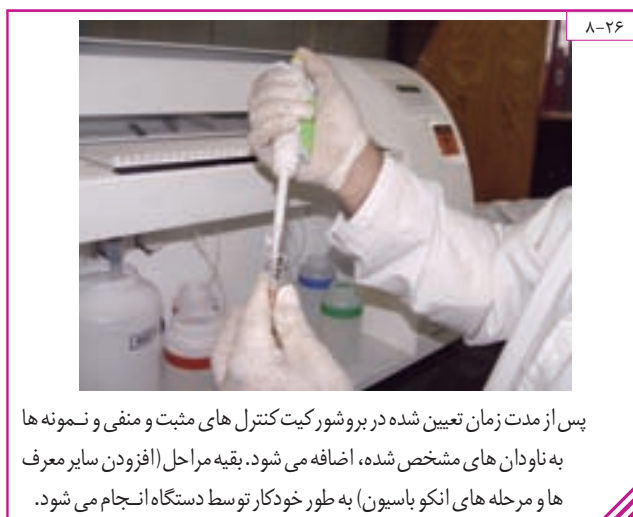 ۸-۲۶
پس از مدت زمان تعیین شده در بروشور کیت کنترل های مثبت و منفی و نـمونه ها
به ناودان های مشخص شده، اضافه می شود. بقیه مراحل (افزودن سایر معرف
ها و مرحله های انکو باسیون) به طور خودکار توسط دستگاه انـجام می شود.